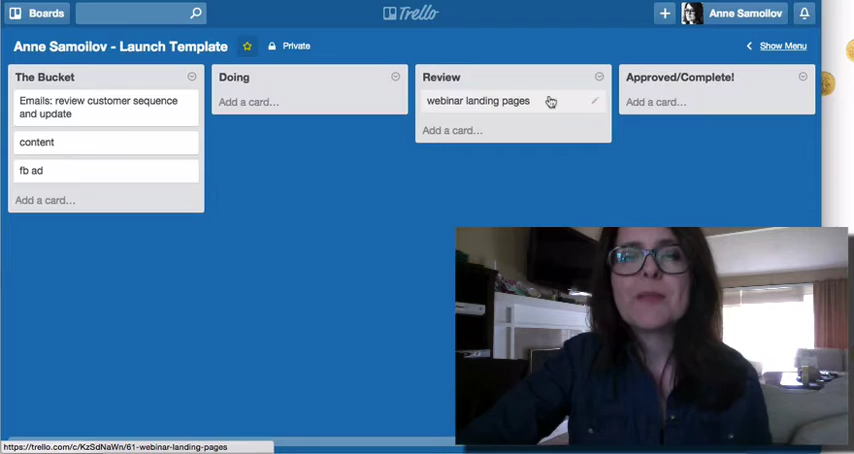 Boards
Trello
Anne Samoilov
Anne Samoilov - Launch Template
Private
Show Menu
The Bucket
Emails: review customer sequence
and update
content
fb ad
Add a card...
Doing
Add a card...
Review
webinar landing pages
Add a card...
Approved/Complete!
Add a card...
https://trello.com/c/KzSdNaWn/61-webinar-landing-pages